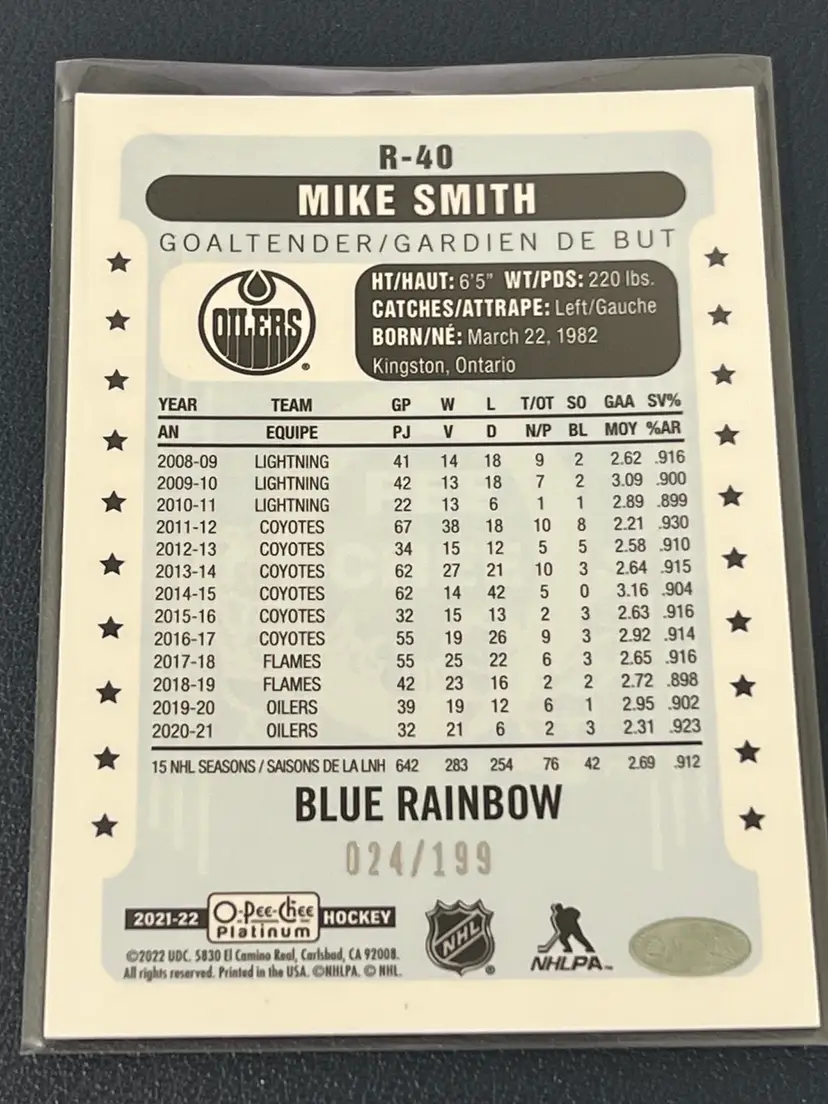 R-40
MIKE SMITH
GOALTENDER/GARDIEN DE BUT
OILERS
HT/HAUT: 6'5" WT/PDS: 220 lbs.
CATCHES/ATTRAPE: Left/Gauche
BORN/NÉ: March 22, 1982
Kingston, Ontario
YEAR TEAM GP W L T/OT SO GAA SV%
AN EQUIPE PJ V D N/P BL MOY %AR
2008-09 LIGHTNING 41 14 18 9 2 2.62 .916
2009-10 LIGHTNING 42 13 18 7 2 3.09 .900
2010-11 LIGHTNING 22 13 6 1 1 2.89 .899
2011-12 COYOTES 67 38 18 10 8 2.21 .930
2012-13 COYOTES 34 15 12 5 5 2.58 .910
2013-14 COYOTES 62 27 21 10 3 2.64 .915
2014-15 COYOTES 62 14 42 5 0 3.16 .904
2015-16 COYOTES 32 15 13 2 3 2.63 .916
2016-17 COYOTES 55 19 26 9 3 2.92 .914
2017-18 FLAMES 55 25 22 6 3 2.65 .916
2018-19 FLAMES 42 23 16 2 2 2.72 .898
2019-20 OILERS 39 19 12 6 1 2.95 .902
2020-21 OILERS 32 21 6 2 3 2.31 .923
15 NHL SEASONS / SAISONS DE LA LNH 642 283 254 76 42 2.69 .912
BLUE RAINBOW
024/199
2021-22 O-Pee-Chee Platinum HOCKEY
NHL
NHLPA™
©2022 UDC. 5830 El Camino Real, Carlsbad, CA 92008.
All rights reserved. Printed in the USA. ©NHLPA. © NHL.